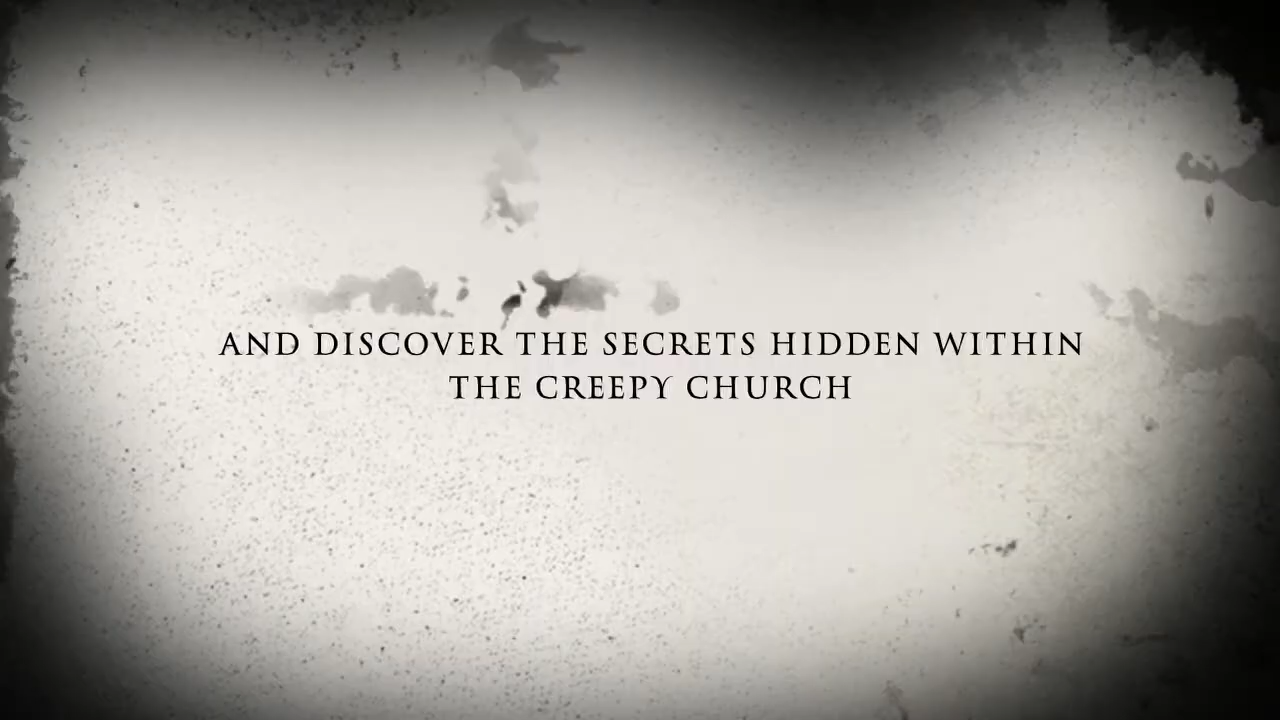 AND DISCOVER THE SECRETS HIDDEN WITHIN
THE CREEPY CHURCH